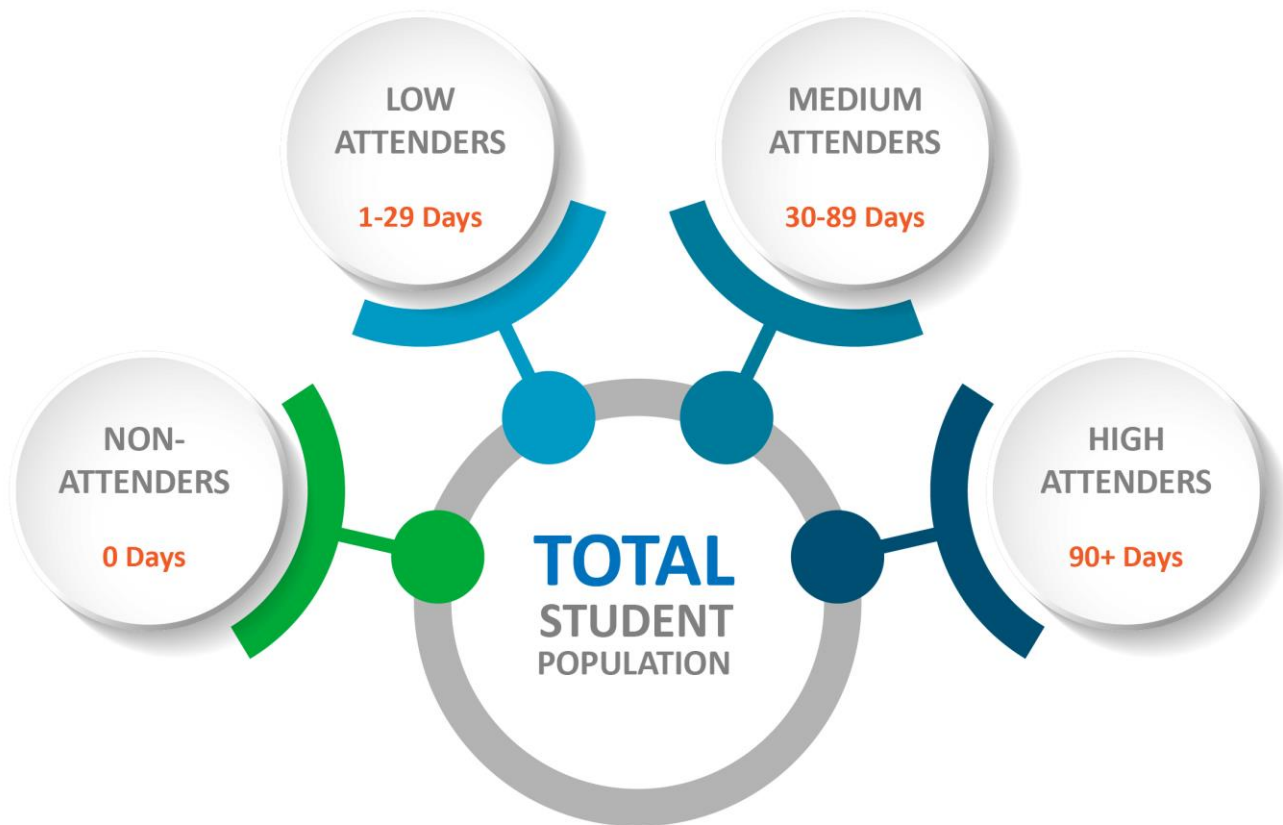 LOW
ATTENDERS
1-29 Days
MEDIUM
ATTENDERS
30-89 Days
NON-
ATTENDERS
0 Days
HIGH
ATTENDERS
90+ Days
TOTAL
STUDENT
POPULATION